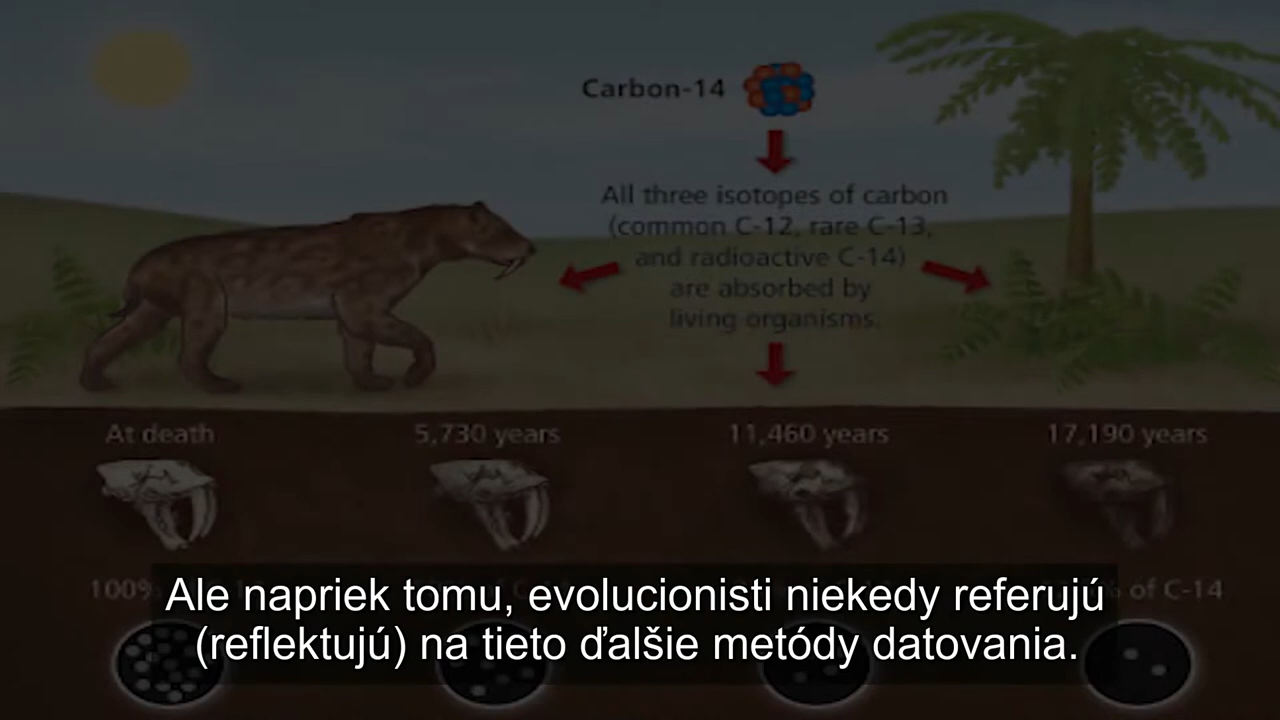 Carbon-14
All three isotopes of carbon
(common C-12, rare C-13,
and radioactive C-14)
are absorbed by
living organisms.
At death
5,730 years
11,460 years
17,190 years
100%
of C-14
Ale napriek tomu, evolucionisti niekedy referujú
(reflektujú) na tieto ďalšie metódy datovania.